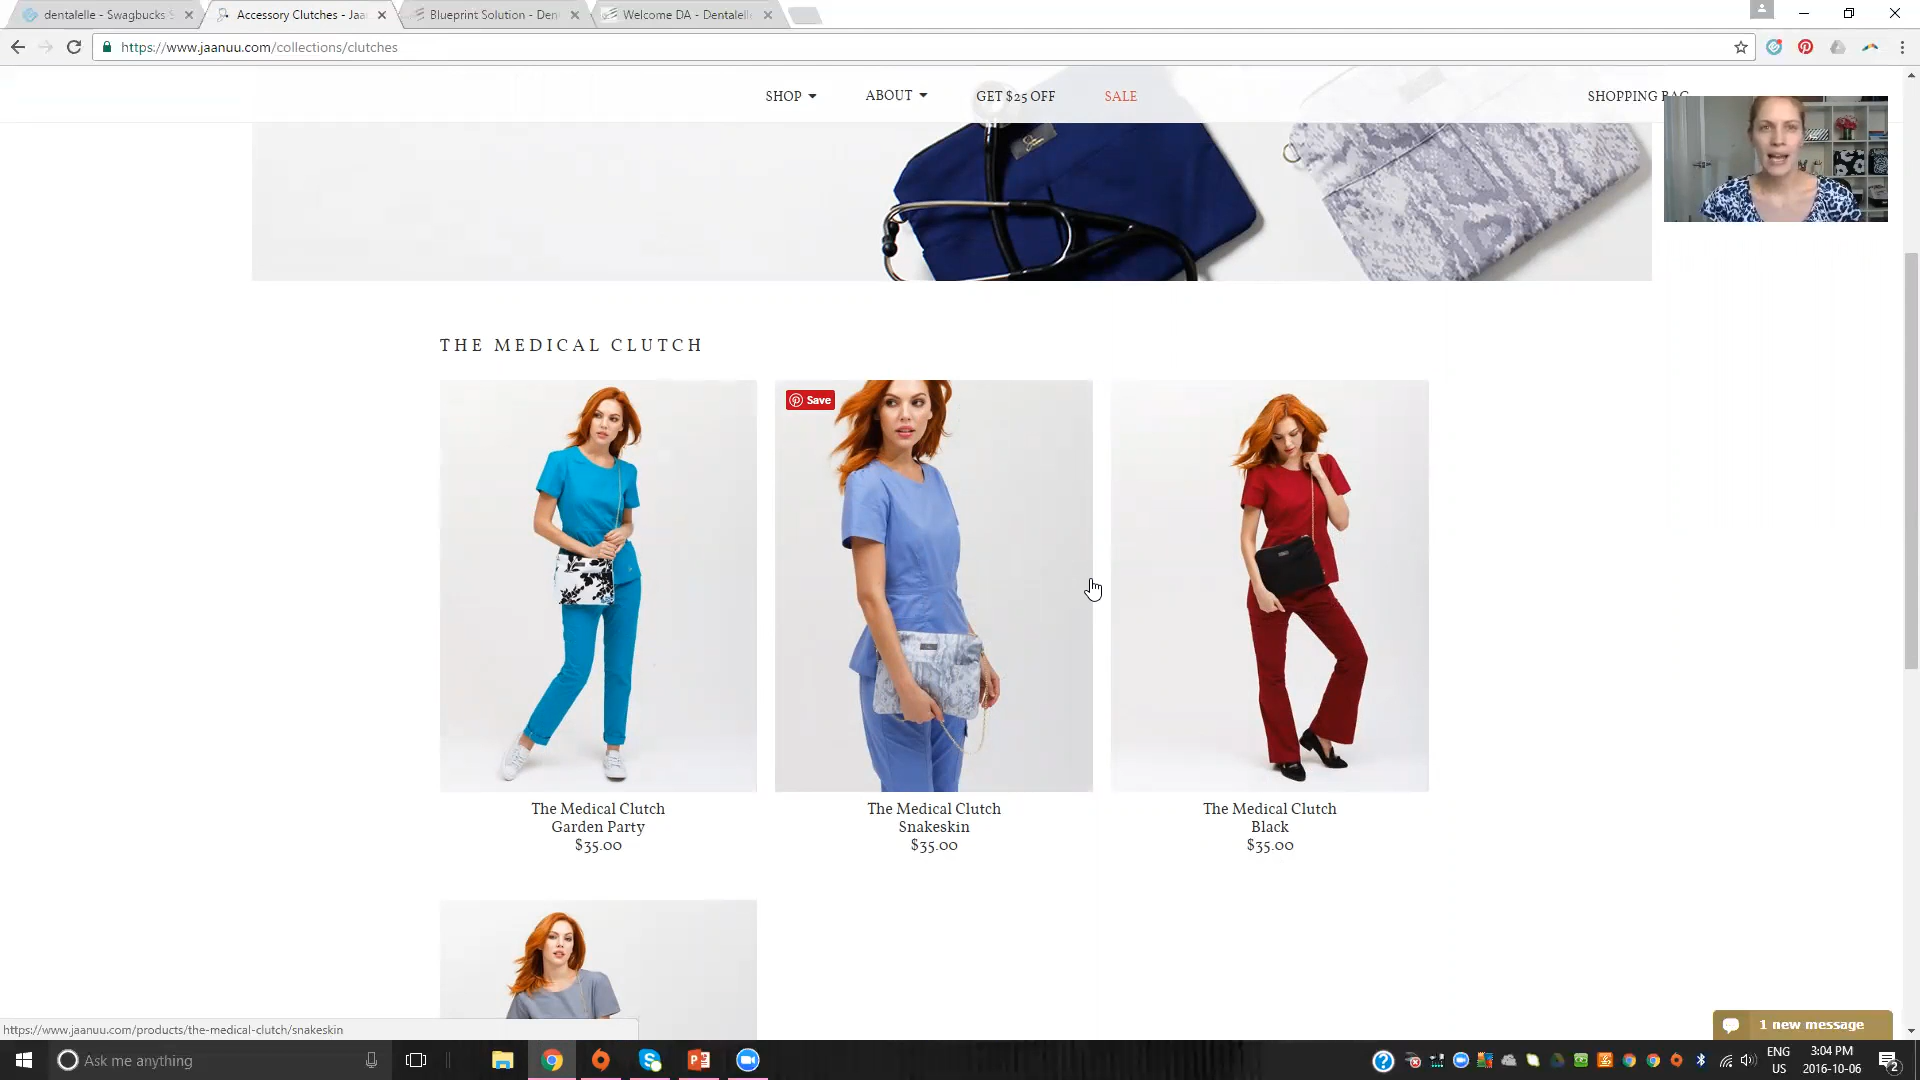 dentalelle - Swagbucks S
Accessory Clutches - Jaa
Blueprint Solution - Den
Welcome DA - Dentalell
https://www.jaanuu.com/collections/clutches
SHOP
ABOUT
GET $25 OFF
SALE
SHOPPING BAG
THE MEDICAL CLUTCH
Save
The Medical Clutch
Garden Party
$35.00
The Medical Clutch
Snakeskin
$35.00
The Medical Clutch
Black
$35.00
1 new message
https://www.jaanuu.com/products/the-medical-clutch/snakeskin
Ask me anything
ENG
US
3:04 PM
2016-10-06
2